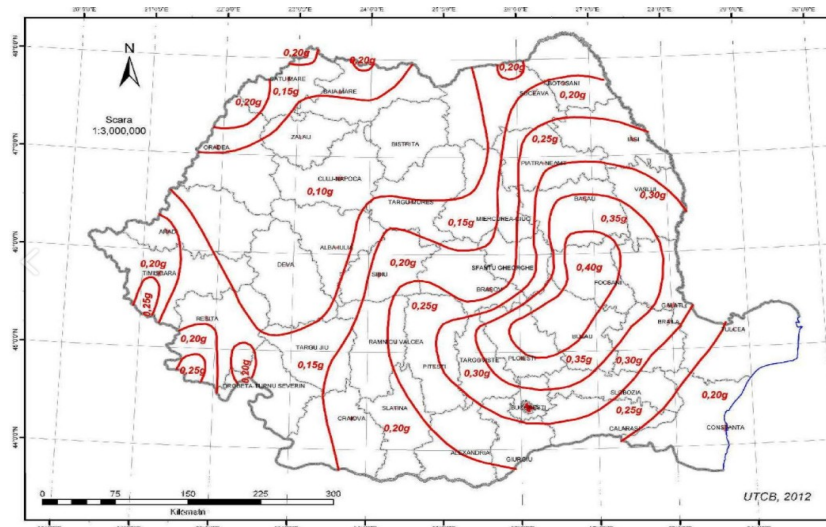 N
Scara
1:3,000,000
0,20g
0,20g
0,20g
SATU MARE
0,15g
BAIA MARE
BOTOSANI
SUCEAVA
0,20g
0,20g
ORADEA
ZALAU
BISTRITA
0,25g
IASI
PIATRA NEAMT
CLUJ-NAPOCA
0,10g
TARGU MURES
VASLUI
0,30g
BACAU
0,15g
MIERCUREA-CIUC
0,35g
ARAD
ALBA IULIA
0,20g
DEVA
0,20g
SIBIU
SFANTU GHEORGHE
0,40g
TIMISOARA
FOCSANI
0,25g
BRASOV
0,25g
RESITA
GALATI
BRAILA
TULCEA
0,20g
TARGU JIU
RAMNICU VALCEA
BUZAU
0,25g
0,20g
0,15g
PITESTI
TARGOVISTE
PLOIESTI
0,35g
0,30g
0,30g
DROBETA-TURNU SEVERIN
SLOBOZIA
0,25g
0,20g
CRAIOVA
SLATINA
0,20g
CALARASI
CONSTANTA
ALEXANDRIA
GIURGIU
0
75
150
225
300
Kilometri
UTCB, 2012